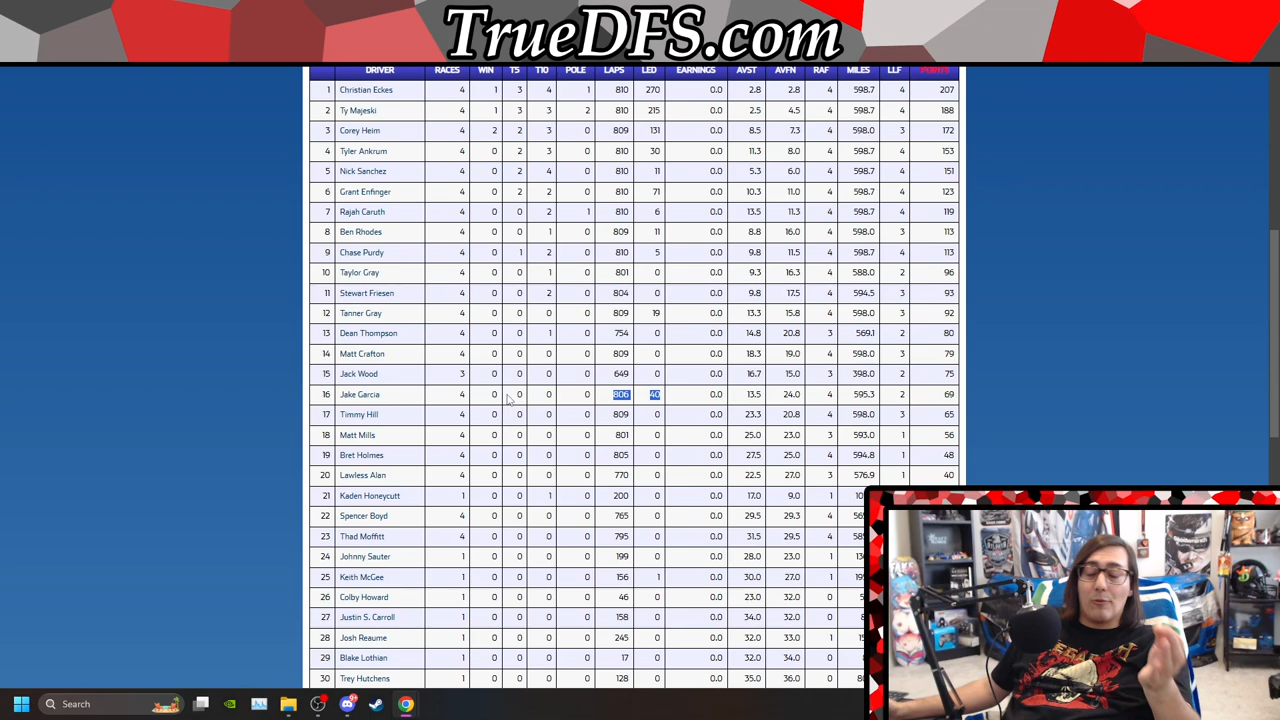 TrueDFS.com
DRIVER RACES WIN T5 T10 POLE LAPS LED EARNINGS AVST AVFN RAF MILES LLF POINTS
1 Christian Eckes 4 1 3 4 1 810 270 0.0 2.8 2.8 4 598.7 4 207
2 Ty Majeski 4 1 3 3 2 810 215 0.0 2.5 4.5 4 598.7 4 188
3 Corey Heim 4 2 2 3 0 809 131 0.0 8.5 7.3 4 598.0 3 172
4 Tyler Ankrum 4 0 2 3 0 810 30 0.0 11.3 8.0 4 598.7 4 153
5 Nick Sanchez 4 0 2 4 0 810 11 0.0 5.3 6.0 4 598.7 4 151
6 Grant Enfinger 4 0 2 2 0 810 71 0.0 10.3 11.0 4 598.7 4 123
7 Rajah Caruth 4 0 0 2 1 810 6 0.0 13.5 11.3 4 598.7 4 119
8 Ben Rhodes 4 0 0 1 0 809 11 0.0 8.8 16.0 4 598.0 3 113
9 Chase Purdy 4 0 1 2 0 810 5 0.0 9.8 11.5 4 598.7 4 113
10 Taylor Gray 4 0 0 1 0 801 0 0.0 9.3 16.3 4 588.0 2 96
11 Stewart Friesen 4 0 0 2 0 804 0 0.0 9.8 17.5 4 594.5 3 93
12 Tanner Gray 4 0 0 0 0 809 19 0.0 13.3 15.8 4 598.0 3 92
13 Dean Thompson 4 0 0 1 0 754 0 0.0 14.8 20.8 3 569.1 2 80
14 Matt Crafton 4 0 0 0 0 809 0 0.0 18.3 19.0 4 598.0 3 79
15 Jack Wood 3 0 0 0 0 649 0 0.0 16.7 15.0 3 398.0 2 75
16 Jake Garcia 4 0 0 0 0 806 40 0.0 13.5 24.0 4 595.3 2 69
17 Timmy Hill 4 0 0 0 0 809 0 0.0 23.3 20.8 4 598.0 3 65
18 Matt Mills 4 0 0 0 0 801 0 0.0 25.0 23.0 3 593.0 1 56
19 Bret Holmes 4 0 0 0 0 805 0 0.0 27.5 25.0 4 594.8 1 48
20 Lawless Alan 4 0 0 0 0 770 0 0.0 22.5 27.0 3 576.9 1 40
21 Kaden Honeycutt 1 0 0 1 0 200 0 0.0 17.0 9.0 1
22 Spencer Boyd 4 0 0 0 0 765 0 0.0 29.5 29.3 4
23 Thad Moffitt 4 0 0 0 0 795 0 0.0 31.5 29.5 4
24 Johnny Sauter 1 0 0 0 0 199 0 0.0 28.0 23.0 1
25 Keith McGee 1 0 0 0 0 156 1 0.0 30.0 27.0 1
26 Colby Howard 1 0 0 0 0 46 0 0.0 23.0 32.0 0
27 Justin S. Carroll 1 0 0 0 0 158 0 0.0 34.0 32.0 0
28 Josh Reaume 1 0 0 0 0 245 0 0.0 32.0 33.0 1
29 Blake Lothian 1 0 0 0 0 17 0 0.0 32.0 34.0 0
30 Trey Hutchens 1 0 0 0 0 128 0 0.0 35.0 36.0 0
Search